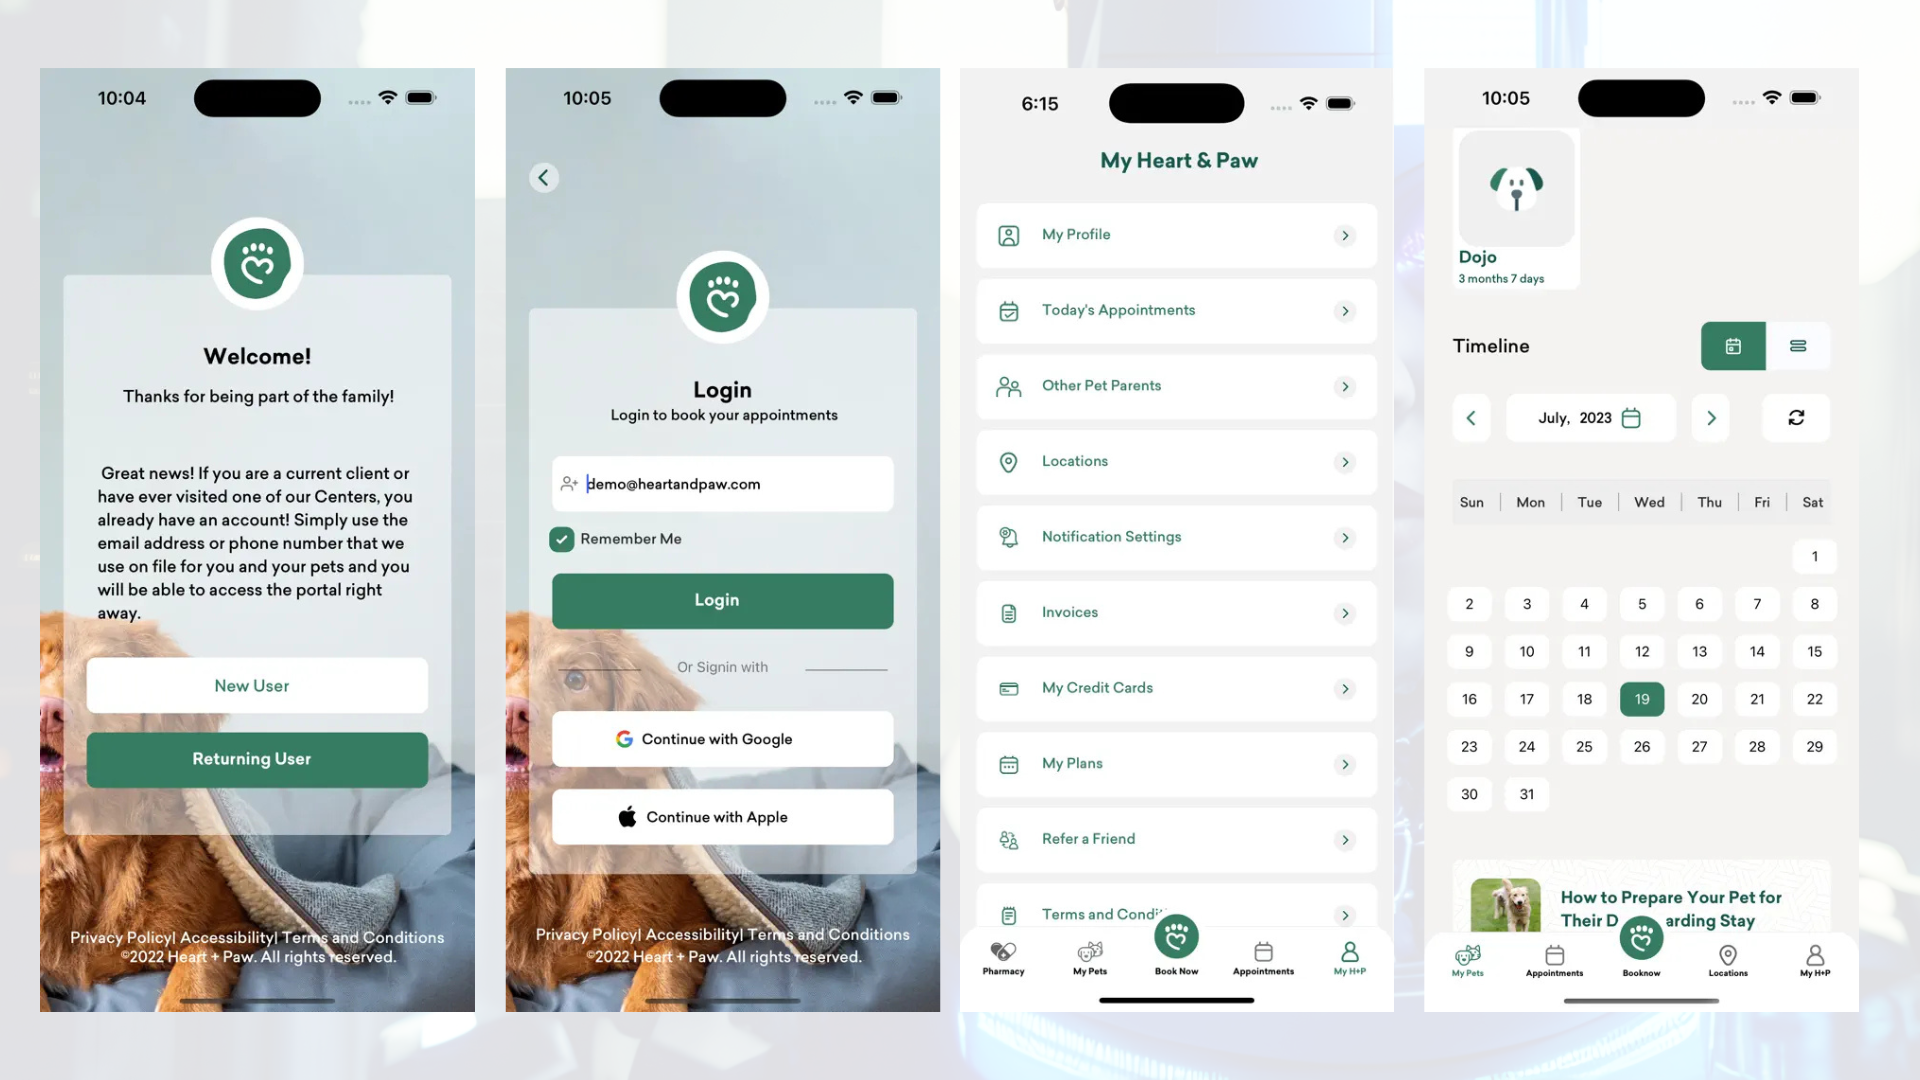 10:04
Welcome!
Thanks for being part of the family!
Great news! If you are a current client or
have ever visited one of our Centers, you
already have an account! Simply use the
email address or phone number that we
use on file for you and your pets and you
will be able to access the portal right
away.
New User
Returning User
Privacy Policy| Accessibility| Terms and Conditions
©2022 Heart + Paw. All rights reserved.
10:05
Login
Login to book your appointments
demo@heartandpaw.com
Remember Me
Login
Or Signin with
Continue with Google
Continue with Apple
Privacy Policy| Accessibility| Terms and Conditions
©2022 Heart + Paw. All rights reserved.
6:15
My Heart & Paw
My Profile
Today's Appointments
Other Pet Parents
Locations
Notification Settings
Invoices
My Credit Cards
My Plans
Refer a Friend
Terms and Condit
Pharmacy My Pets Book Now Appointments My H+P
10:05
Dojo
3 months 7 days
Timeline
July, 2023
Sun Mon Tue Wed Thu Fri Sat
1
2 3 4 5 6 7 8
9 10 11 12 13 14 15
16 17 18 19 20 21 22
23 24 25 26 27 28 29
30 31
How to Prepare Your Pet for
Their D arding Stay
My Pets Appointments Booknow Locations My H+P